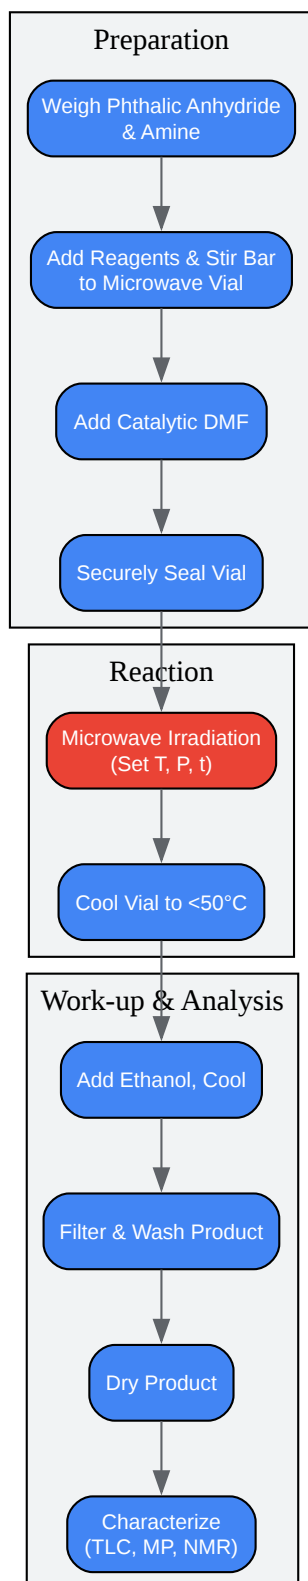 Preparation
Weigh Phthalic Anhydride
& Amine
Add Reagents & Stir Bar
to Microwave Vial
Add Catalytic DMF
Securely Seal Vial
Reaction
Microwave Irradiation
(Set T, P, t)
Cool Vial to <50°C
Work-up & Analysis
Add Ethanol, Cool
Filter & Wash Product
Dry Product
Characterize
(TLC, MP, NMR)